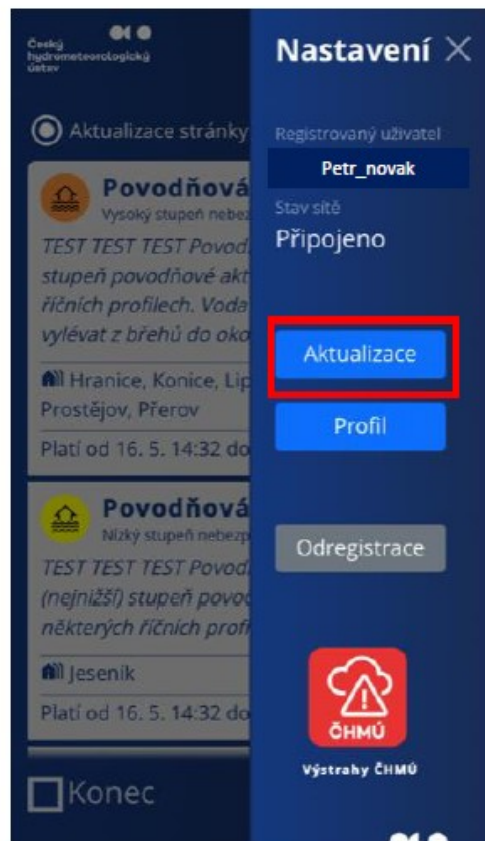 Český
hydrometeorologický
ústav
Aktualizace stránky
Povodňová
Vysoký stupeň nebez
TEST TEST TEST Povod
stupeň povodňové akt
říčních profilech. Voda
vylévat z břehů do oko
Hranice, Konice, Lip
Prostějov, Přerov
Platí od 16. 5. 14:32 do
Povodňová
Nízký stupeň nebezp
TEST TEST TEST Povod
(nejnižší) stupeň povod
některých říčních profi
Jeseník
Platí od 16. 5. 14:32 do
Konec
Nastavení
Registrovaný uživatel
Petr_novak
Stav sítě
Připojeno
Aktualizace
Profil
Odregistrace
ČHMÚ
Výstrahy ČHMÚ